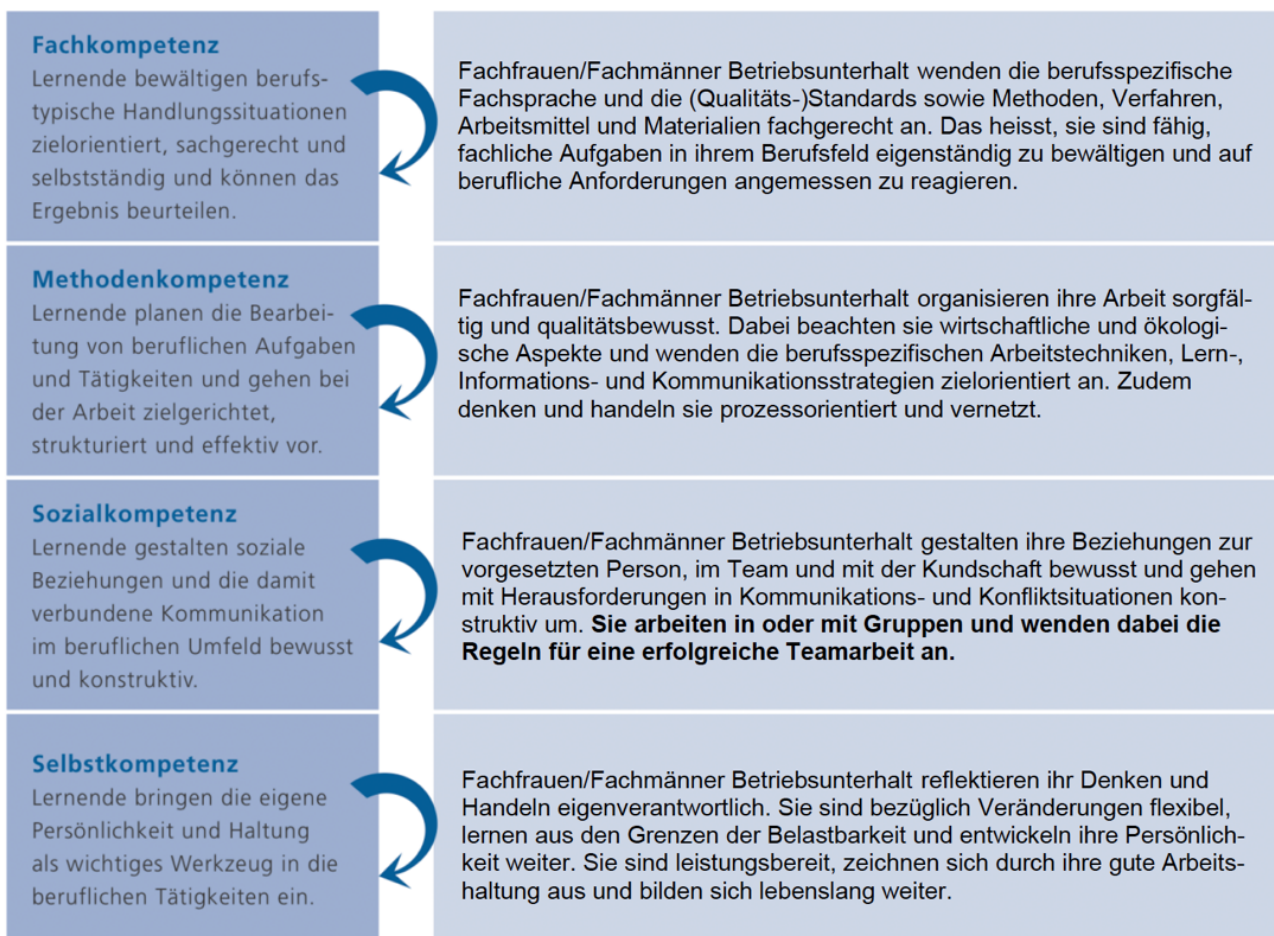 Fachkompetenz
Lernende bewältigen berufs-
typische Handlungssituationen
zielorientiert, sachgerecht und
selbstständig und können das
Ergebnis beurteilen.
Fachfrauen/Fachmänner Betriebsunterhalt wenden die berufsspezifische
Fachsprache und die (Qualitäts-)Standards sowie Methoden, Verfahren,
Arbeitsmittel und Materialien fachgerecht an. Das heisst, sie sind fähig,
fachliche Aufgaben in ihrem Berufsfeld eigenständig zu bewältigen und auf
berufliche Anforderungen angemessen zu reagieren.
Methodenkompetenz
Lernende planen die Bearbei-
tung von beruflichen Aufgaben
und Tätigkeiten und gehen bei
der Arbeit zielgerichtet,
strukturiert und effektiv vor.
Fachfrauen/Fachmänner Betriebsunterhalt organisieren ihre Arbeit sorgfäl-
tig und qualitätsbewusst. Dabei beachten sie wirtschaftliche und ökologi-
sche Aspekte und wenden die berufsspezifischen Arbeitstechniken, Lern-,
Informations- und Kommunikationsstrategien zielorientiert an. Zudem
denken und handeln sie prozessorientiert und vernetzt.
Sozialkompetenz
Lernende gestalten soziale
Beziehungen und die damit
verbundene Kommunikation
im beruflichen Umfeld bewusst
und konstruktiv.
Fachfrauen/Fachmänner Betriebsunterhalt gestalten ihre Beziehungen zur
vorgesetzten Person, im Team und mit der Kundschaft bewusst und gehen
mit Herausforderungen in Kommunikations- und Konfliktsituationen kon-
struktiv um. Sie arbeiten in oder mit Gruppen und wenden dabei die
Regeln für eine erfolgreiche Teamarbeit an.
Selbstkompetenz
Lernende bringen die eigene
Persönlichkeit und Haltung
als wichtiges Werkzeug in die
beruflichen Tätigkeiten ein.
Fachfrauen/Fachmänner Betriebsunterhalt reflektieren ihr Denken und
Handeln eigenverantwortlich. Sie sind bezüglich Veränderungen flexibel,
lernen aus den Grenzen der Belastbarkeit und entwickeln ihre Persönlich-
keit weiter. Sie sind leistungsbereit, zeichnen sich durch ihre gute Arbeits-
haltung aus und bilden sich lebenslang weiter.